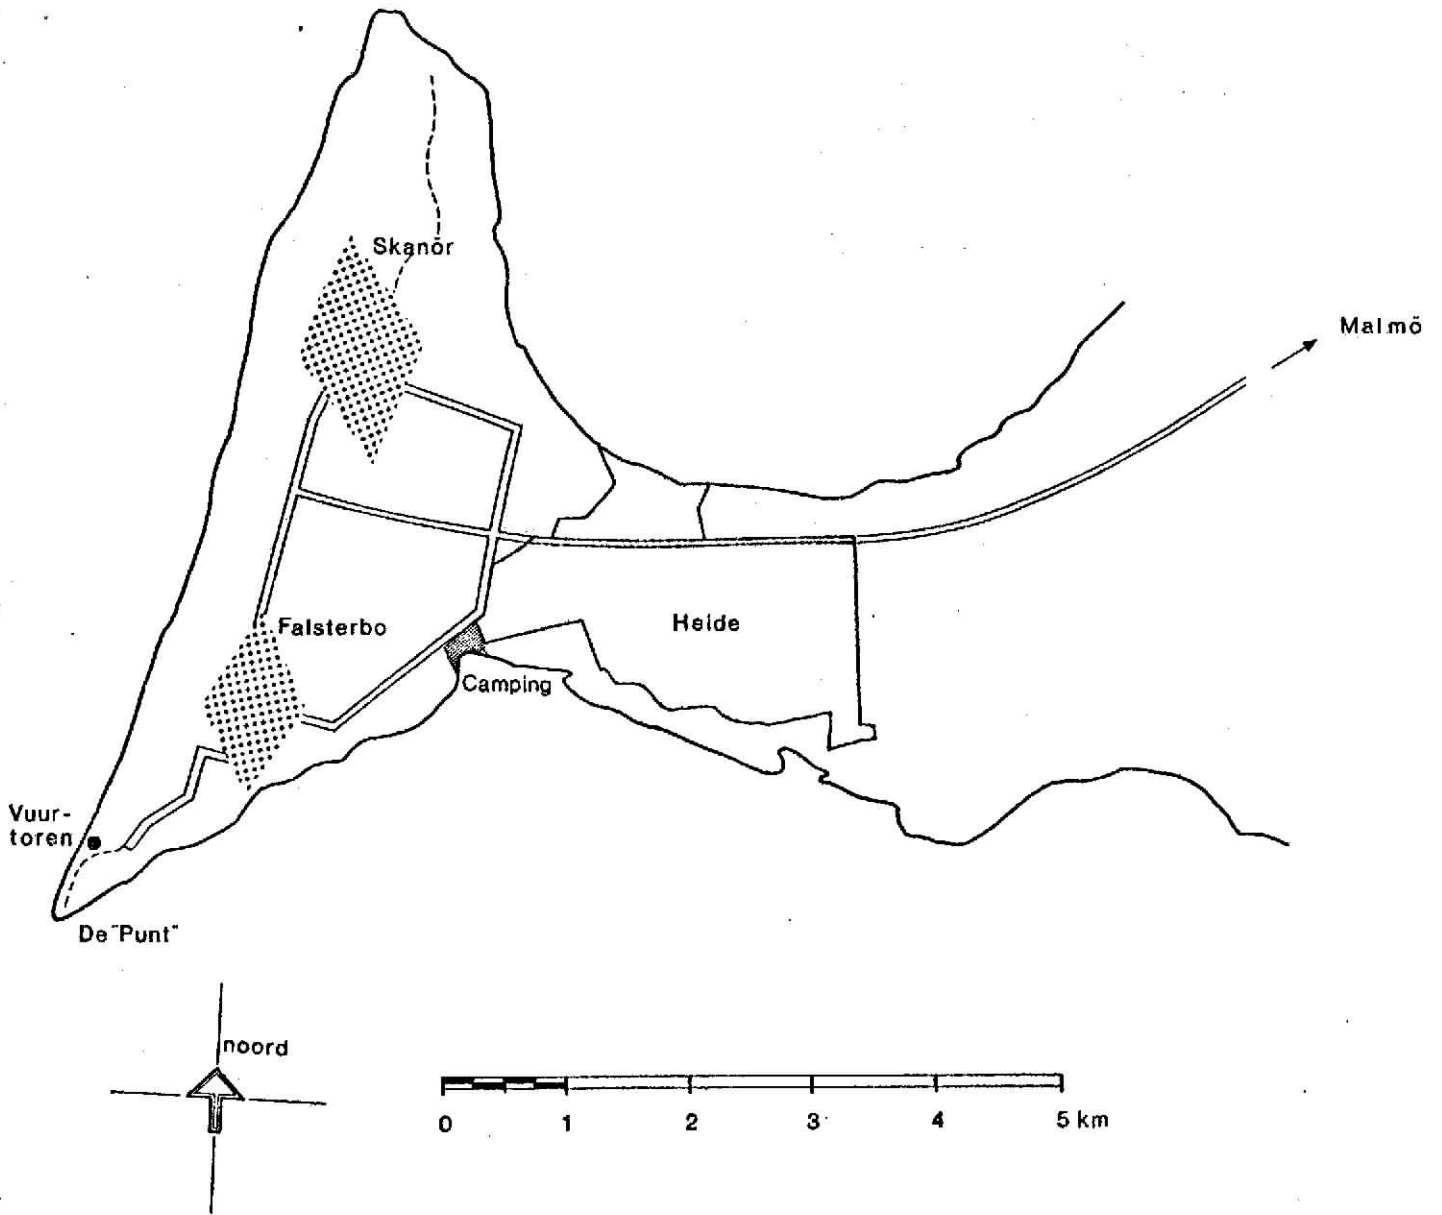 Skanör
Malmö
Falsterbo
Heide
Camping
Vuur-
toren
De "Punt"
noord
0 1 2 3 4 5 km